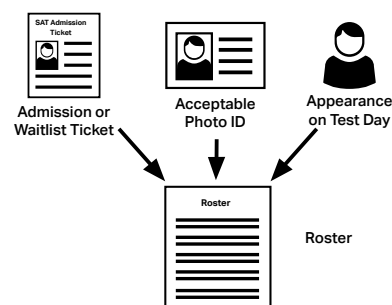 SAT Admission
Ticket
Admission or
Waitlist Ticket
Acceptable
Photo ID
Appearance
on Test Day
Roster
Roster